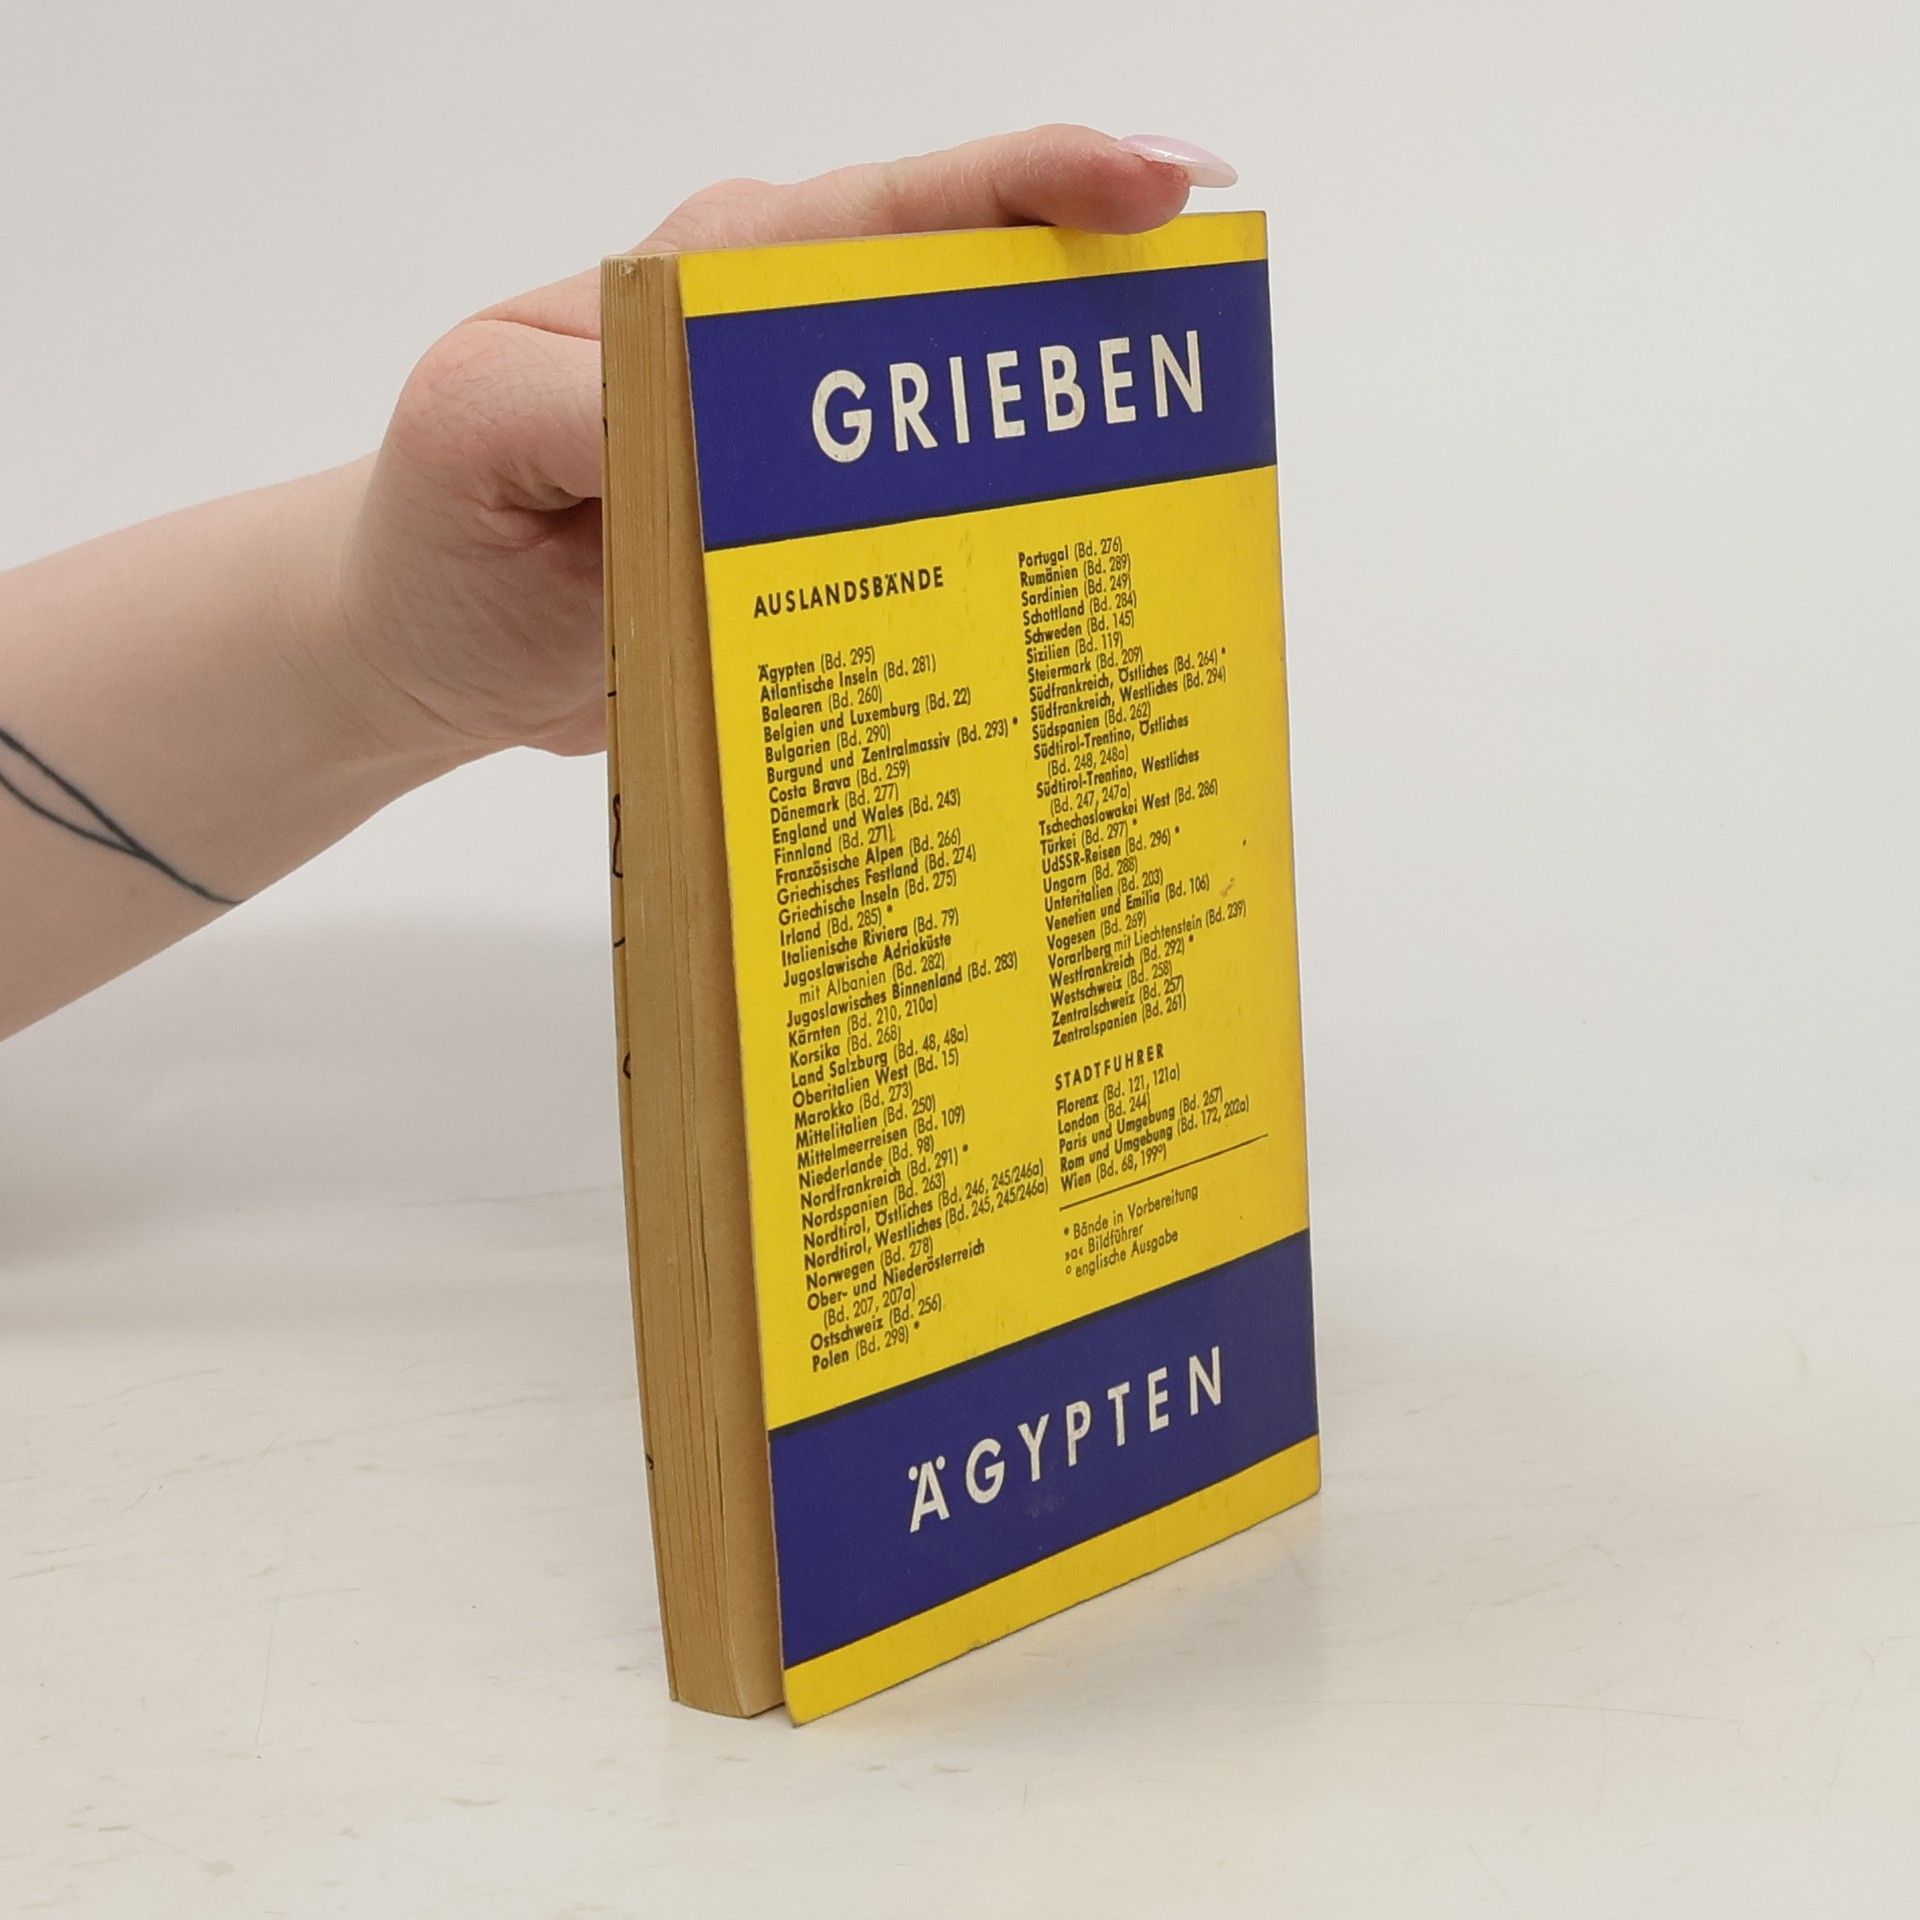 GRIEBEN
AUSLANDSBÄNDE
Ägypten (Bd. 295)
Atlantische Inseln (Bd. 281)
Balearen (Bd. 260)
Belgien und Luxemburg (Bd. 22)
Bulgarien (Bd. 290)
Burgund und Zentralmassiv (Bd. 293) *
Costa Brava (Bd. 259)
Dänemark (Bd. 277)
England und Wales (Bd. 243)
Finnland (Bd. 271)
Französische Alpen (Bd. 266)
Griechisches Festland (Bd. 274)
Griechische Inseln (Bd. 275)
Irland (Bd. 285) *
Italienische Riviera (Bd. 79)
Jugoslawische Adriaküste
mit Albanien (Bd. 282)
Jugoslawisches Binnenland (Bd. 283)
Kärnten (Bd. 210, 210a)
Korsika (Bd. 268)
Land Salzburg (Bd. 48, 48a)
Oberitalien West (Bd. 15)
Marokko (Bd. 273)
Mittelitalien (Bd. 250)
Mittelmeerreisen (Bd. 109)
Niederlande (Bd. 98)
Nordfrankreich (Bd. 291) *
Nordspanien (Bd. 263)
Nordtirol, Östliches (Bd. 246, 245/246a)
Nordtirol, Westliches (Bd. 245, 245/246a)
Norwegen (Bd. 278)
Ober- und Niederösterreich
(Bd. 207, 207a)
Ostschweiz (Bd. 256)
Polen (Bd. 298) *
Portugal (Bd. 276)
Rumänien (Bd. 289)
Sardinien (Bd. 249)
Schottland (Bd. 284)
Schweden (Bd. 145)
Sizilien (Bd. 119)
Steiermark (Bd. 209)
Südfrankreich, Östliches (Bd. 264) *
Südfrankreich, Westliches (Bd. 294)
Südspanien (Bd. 262)
Südtirol-Trentino, Östliches
(Bd. 248, 248a)
Südtirol-Trentino, Westliches
(Bd. 247, 247a)
Tschechoslowakei West (Bd. 286)
Türkei (Bd. 297) *
UdSSR-Reisen (Bd. 296) *
Ungarn (Bd. 288)
Unteritalien (Bd. 203)
Venetien und Emilia (Bd. 106)
Vogesen (Bd. 269)
Vorarlberg mit Liechtenstein (Bd. 239)
Westfrankreich (Bd. 292) *
Westschweiz (Bd. 258)
Zentralschweiz (Bd. 257)
Zentralspanien (Bd. 261)
STADTFÜHRER
Florenz (Bd. 121, 121a)
London (Bd. 244)
Paris und Umgebung (Bd. 267)
Rom und Umgebung (Bd. 172, 202a)
Wien (Bd. 68, 199°)
* Bände in Vorbereitung
»a« Bildführer
° englische Ausgabe
ÄGYPTEN